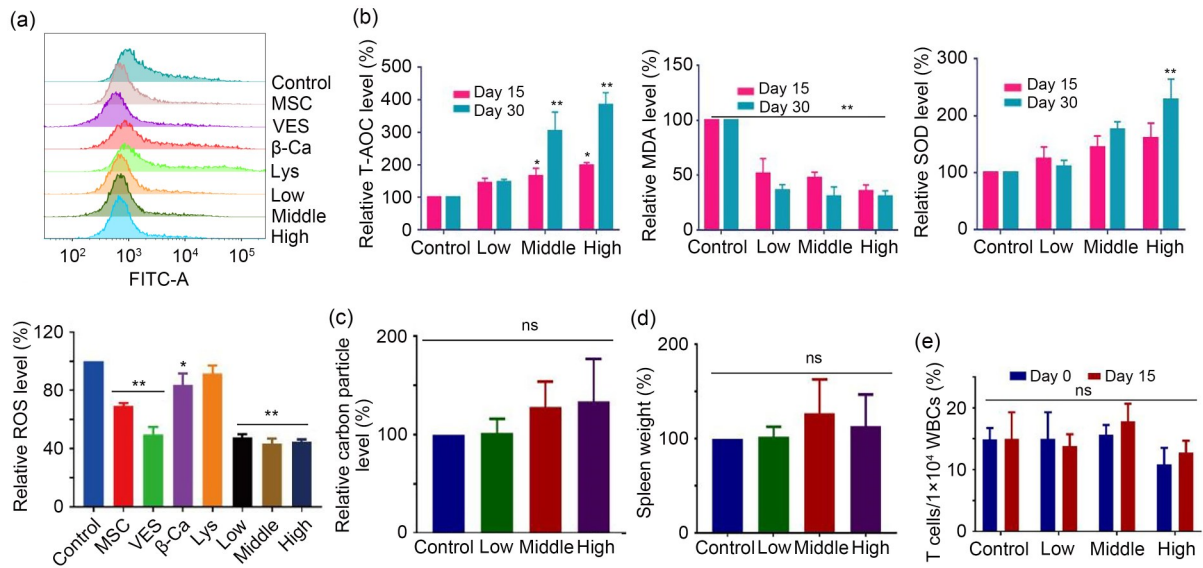 (a)
Control
MSC
VES
β-Ca
Lys
Low
Middle
High
10² 10³ 10⁴ 10⁵
FITC-A
(b)
Relative T-AOC level (%)
500
400
300
200
100
0
Day 15
Day 30
* ** * **
Control Low Middle High
Relative MDA level (%)
150
100
50
0
Day 15
Day 30
**
Control Low Middle High
Relative SOD level (%)
300
200
100
0
Day 15
Day 30
**
Control Low Middle High
Relative ROS level (%)
120
80
40
0
** * **
Control MSC VES β-Ca Lys Low Middle High
(c)
Relative carbon particle
level (%)
200
100
0
ns
Control Low Middle High
(d)
Spleen weight (%)
200
100
0
ns
Control Low Middle High
(e)
T cells/1×10⁴ WBCs (%)
20
15
10
0
Day 0 Day 15
ns
Control Low Middle High